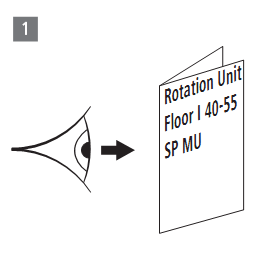 1
Rotation Unit
Floor I 40-55
SP MU